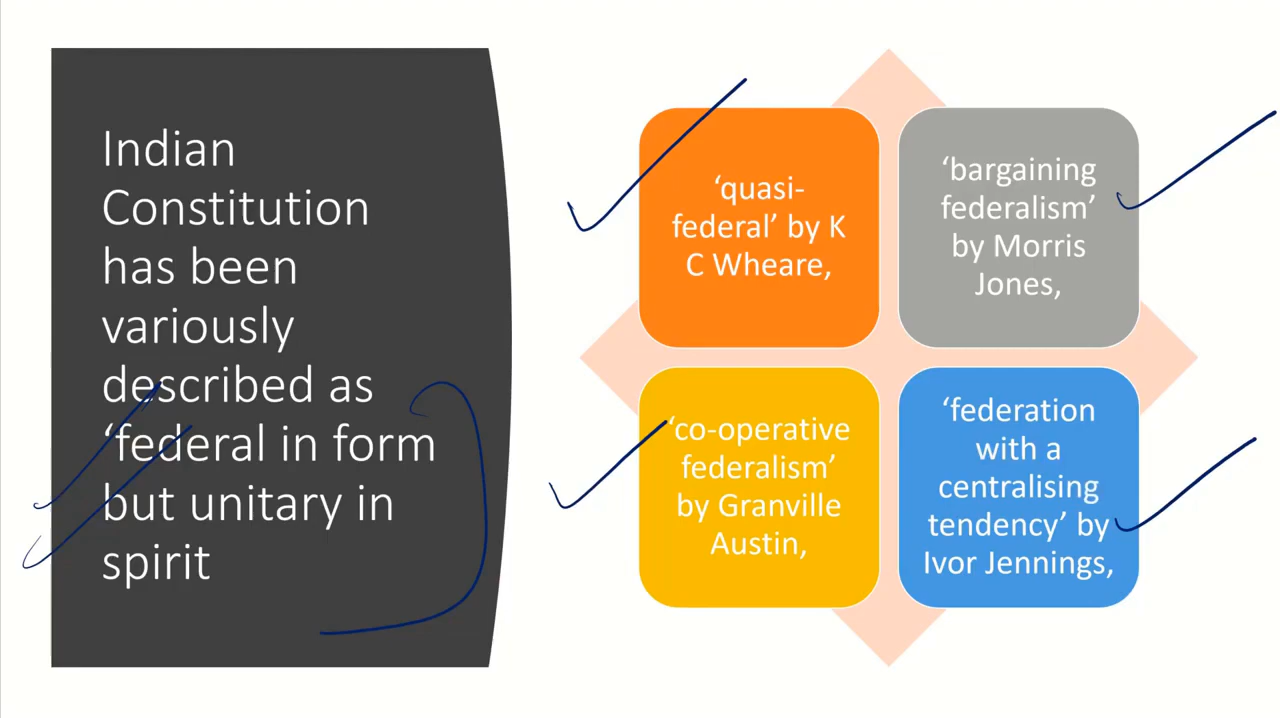 Indian
Constitution
has been
variously
described as
‘federal in form
but unitary in
spirit
‘quasi-
federal’ by K
C Wheare,
‘bargaining
federalism’
by Morris
Jones,
‘co-operative
federalism’
by Granville
Austin,
‘federation
with a
centralising
tendency’ by
Ivor Jennings,